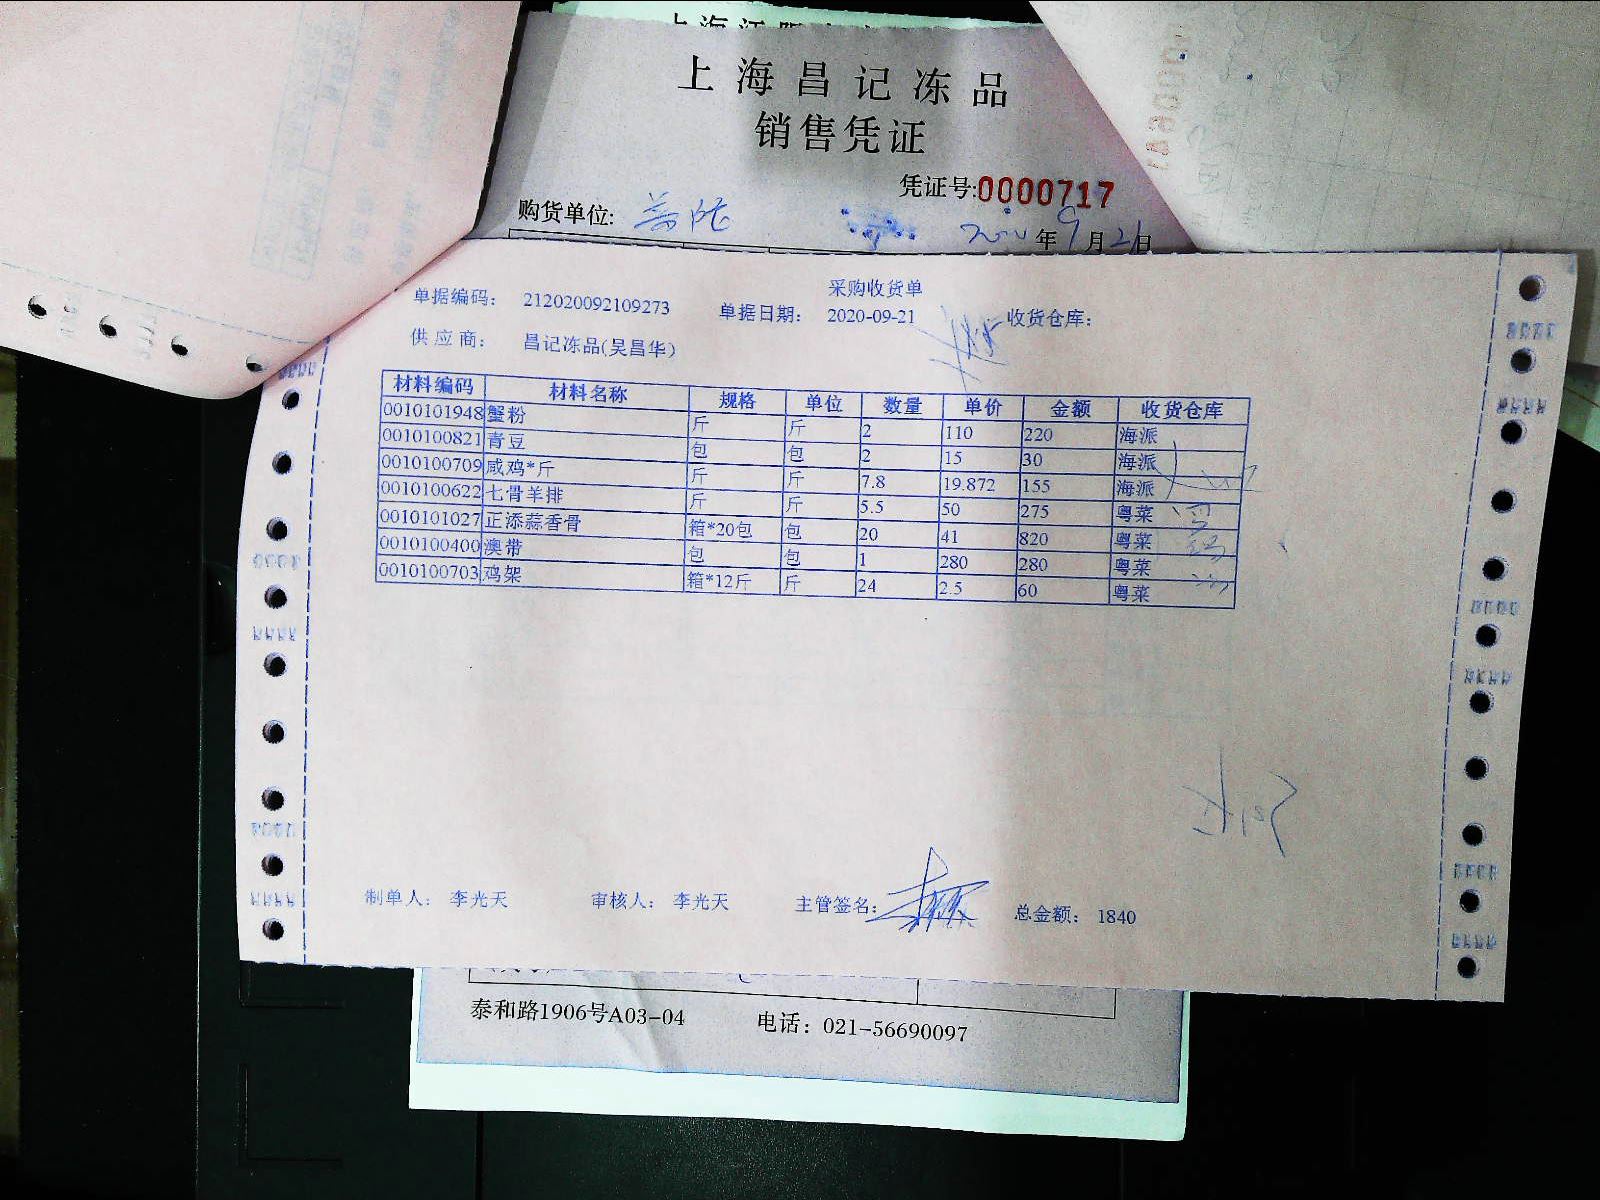 上海昌记冻品
销售凭证
凭证号:0000717
购货单位:
年9月21日
采购收货单
单据编码: 212020092109273 单据日期: 2020-09-21 收货仓库:
供应商: 昌记冻品(吴昌华)
材料编码 材料名称 规格 单位 数量 单价 金额 收货仓库
0010101948 蟹粉 斤 斤 2 110 220 海派
0010100821 青豆 包 包 2 15 30 海派
0010100709 咸鸡*斤 斤 斤 7.8 19.872 155 海派
0010100622 七骨羊排 斤 斤 5.5 50 275 粤菜
0010101027 正添蒜香骨 箱*20包 包 20 41 820 粤菜
0010100400 澳带 包 包 1 280 280 粤菜
0010100703 鸡架 箱*12斤 斤 24 2.5 60 粤菜
制单人: 李光天 审核人: 李光天 主管签名: 总金额: 1840
泰和路1906号A03-04 电话: 021-56690097